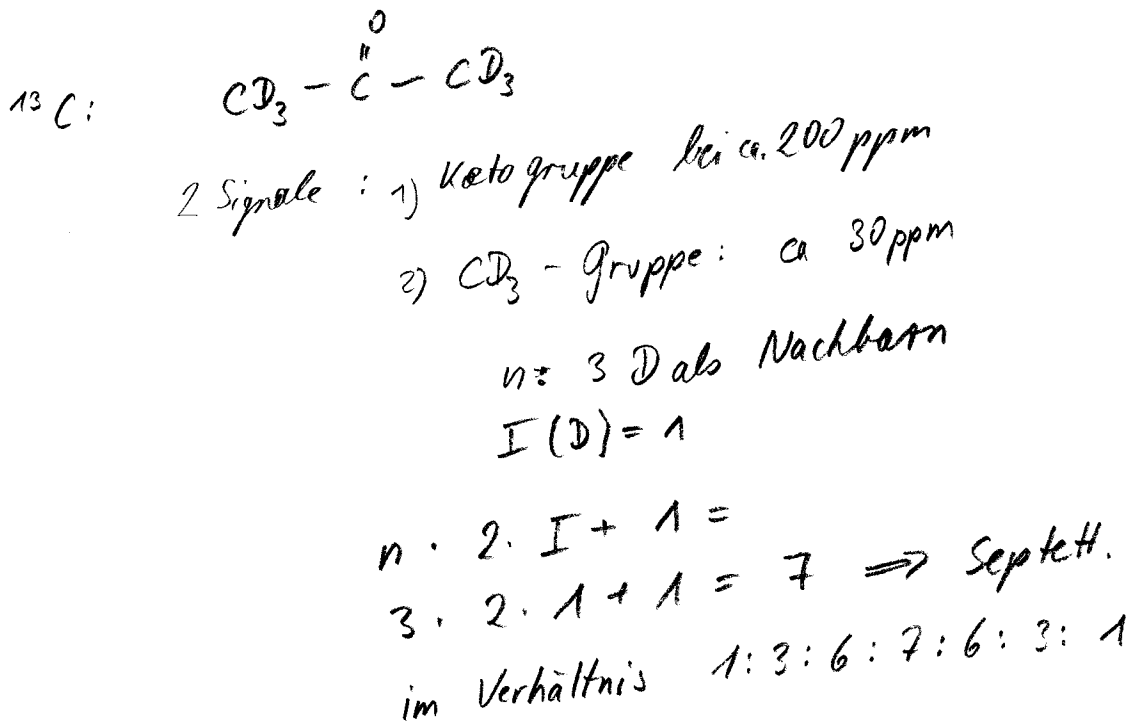 O
"
¹³C: CD₃ - C - CD₃
2 Signale : 1) Ketogruppe bei ca. 200 ppm
2) CD₃ - Gruppe: ca 30 ppm
n = 3 D als Nachbarn
I (D) = 1
n · 2 · I + 1 =
3 · 2 · 1 + 1 = 7 ⇒ Septett.
im Verhältnis 1 : 3 : 6 : 7 : 6 : 3 : 1